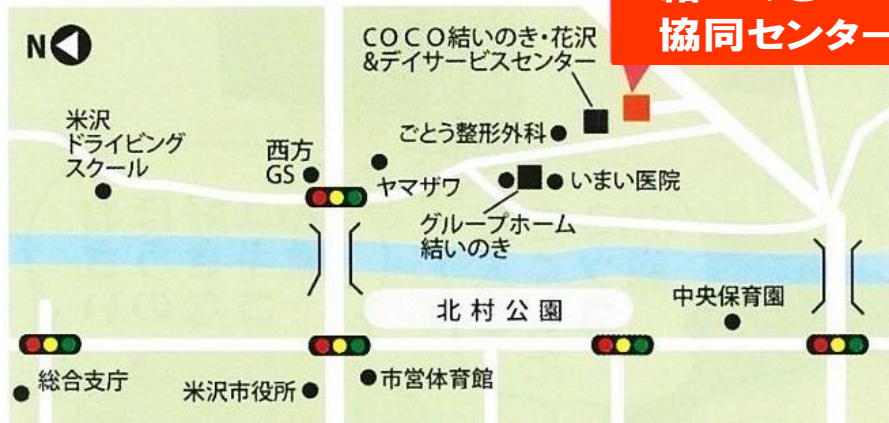 協同センター
N
COCO結いのき・花沢
&デイサービスセンター
米沢
ドライビング
スクール
西方
GS
ごとう整形外科
ヤマザワ
いまい医院
グループホーム
結いのき
北村公園
中央保育園
総合支庁
米沢市役所
市営体育館